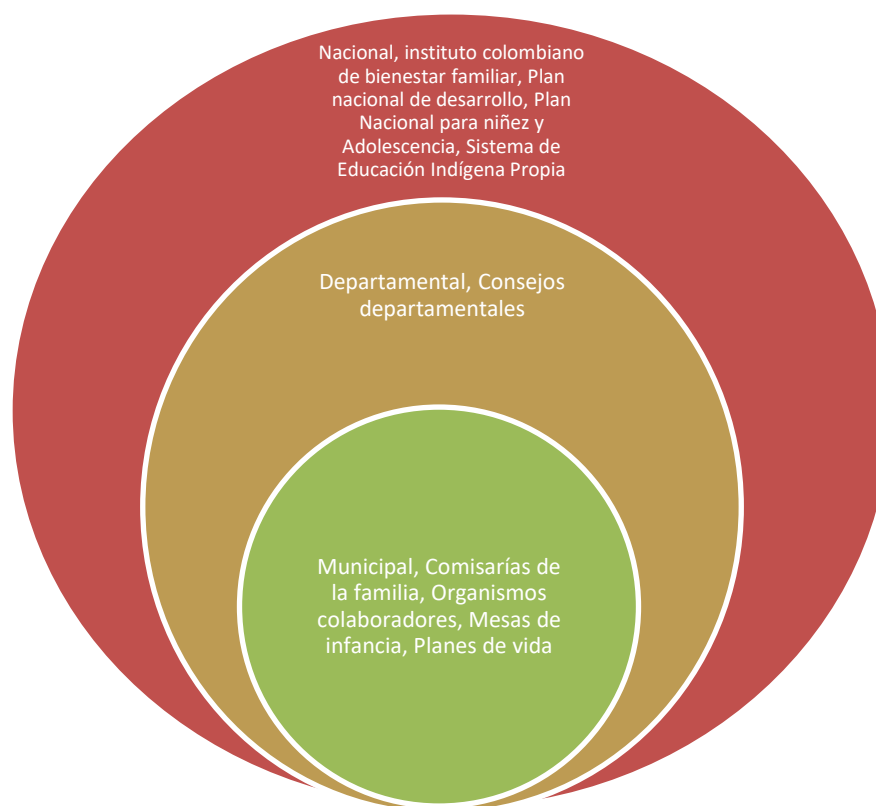 Nacional, instituto colombiano
de bienestar familiar, Plan
nacional de desarrollo, Plan
Nacional para niñez y
Adolescencia, Sistema de
Educación Indígena Propia
Departamental, Consejos
departamentales
Municipal, Comisarías de
la familia, Organismos
colaboradores, Mesas de
infancia, Planes de vida